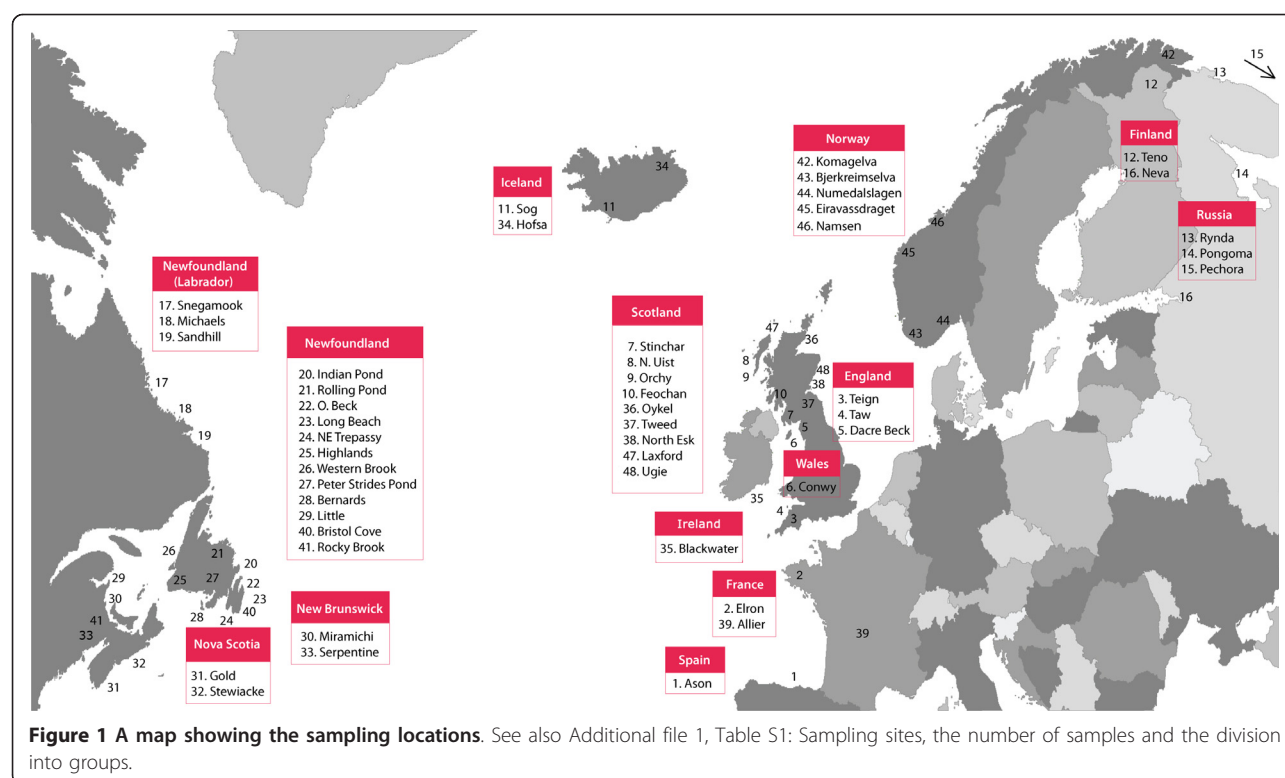 15
42
13
12
Norway
42. Komagelva
43. Bjerkreimselva
44. Numedalslagen
45. Eiravassdraget
46. Namsen
Finland
12. Teno
16. Neva
34
14
Iceland
11. Sog
34. Hofsa
11
Russia
13. Rynda
14. Pongoma
15. Pechora
46
45
Newfoundland
(Labrador)
17. Snegamook
18. Michaels
19. Sandhill
16
Scotland
7. Stinchar
8. N. Uist
9. Orchy
10. Feochan
36. Oykel
37. Tweed
38. North Esk
47. Laxford
48. Ugie
47
36
43
44
Newfoundland
20. Indian Pond
21. Rolling Pond
22. O. Beck
23. Long Beach
24. NE Trepassy
25. Highlands
26. Western Brook
27. Peter Strides Pond
28. Bernards
29. Little
40. Bristol Cove
41. Rocky Brook
8
48
9
38
England
3. Teign
4. Taw
5. Dacre Beck
17
10
37
18
7
5
19
6
Wales
6. Conwy
35
4
3
Ireland
35. Blackwater
26
21
20
29
25
27
22
2
France
2. Elron
39. Allier
30
23
28
24
40
41
33
New Brunswick
30. Miramichi
33. Serpentine
39
Nova Scotia
31. Gold
32. Stewiacke
32
31
Spain
1. Ason
1
Figure 1 A map showing the sampling locations. See also Additional file 1, Table S1: Sampling sites, the number of samples and the division
into groups.